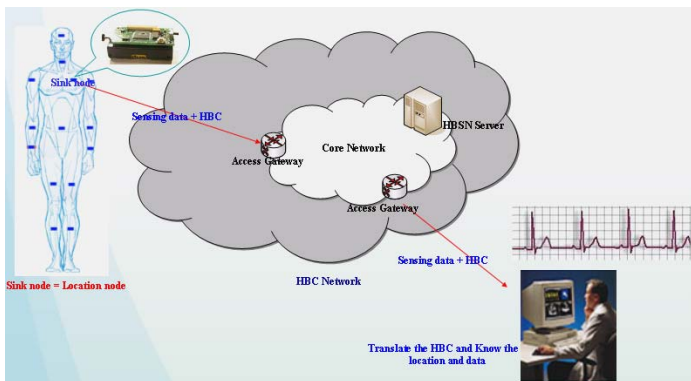 Sink node
Sensing data + HBC
HBSN Server
Core Network
Access Gateway
Access Gateway
Sensing data + HBC
HBC Network
Sink node = Location node
Translate the HBC and Know the
location and data